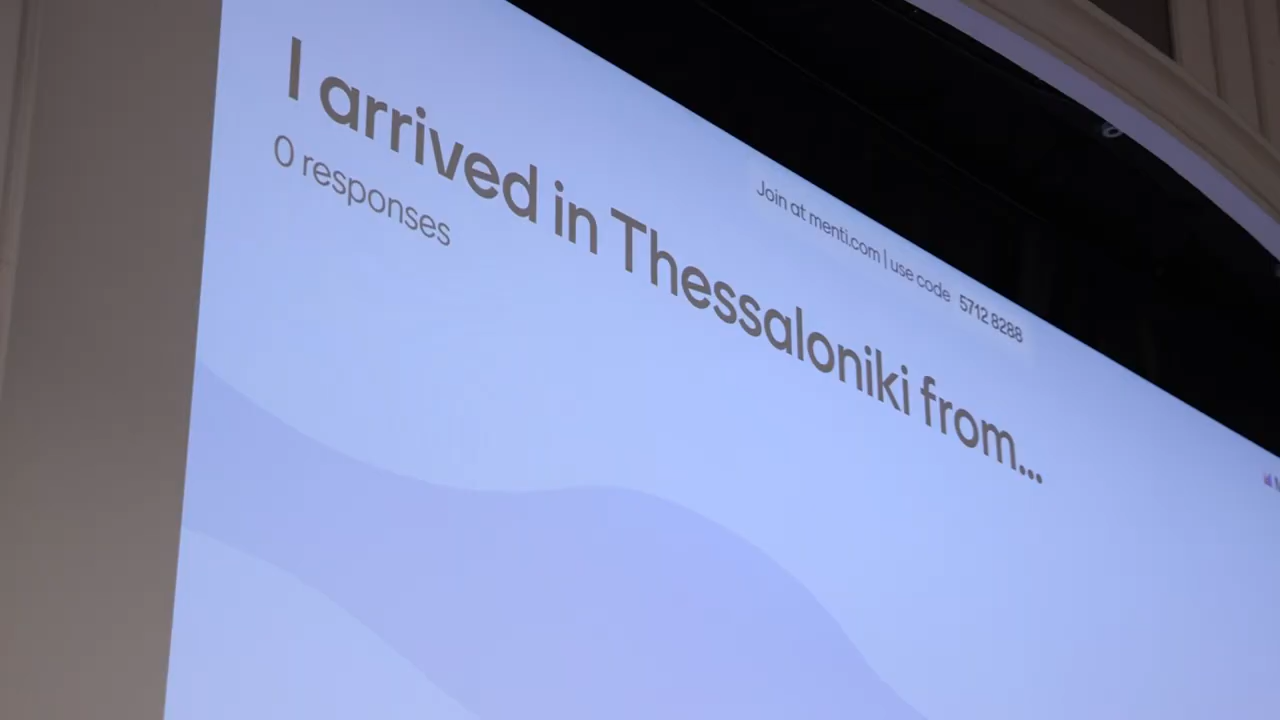 Join at menti.com | use code 5712 8288
I arrived in Thessaloniki from...
0 responses